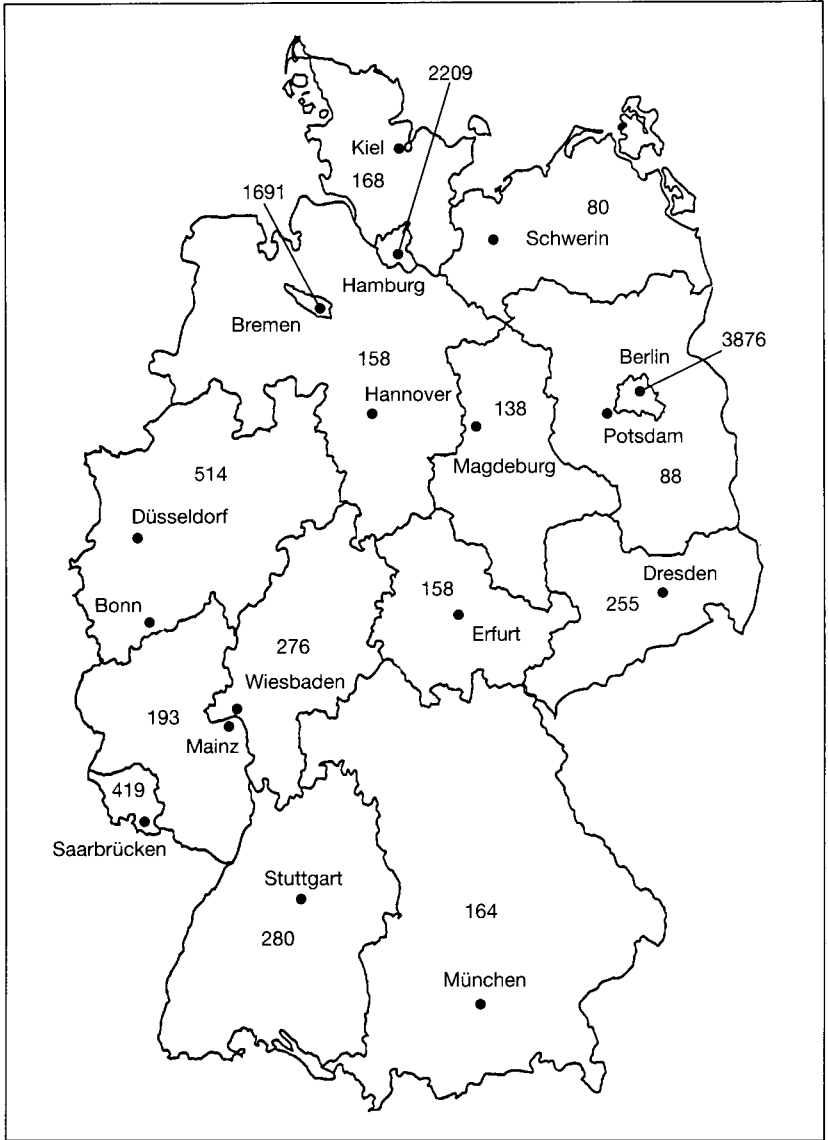 2209
Kiel
168
1691
80
Schwerin
Hamburg
Bremen
Berlin
3876
158
Hannover
138
Potsdam
Magdeburg
514
88
Düsseldorf
Dresden
158
255
Bonn
Erfurt
276
Wiesbaden
193
Mainz
419
Saarbrücken
Stuttgart
164
280
München